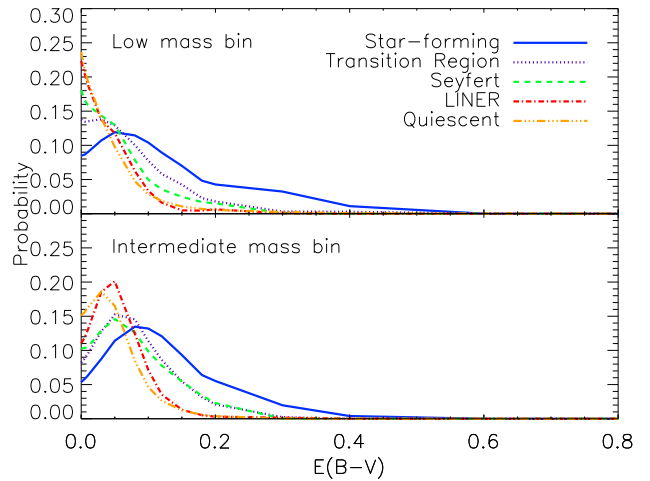 0.30
Low mass bin
Star-forming
0.25
Transition Region
0.20
Seyfert
LINER
0.15
Quiescent
0.10
0.05
0.00
Probability
Intermediate mass bin
0.20
0.15
0.10
0.05
0.00
0.0 0.2 0.4 0.6 0.8
E(B−V)